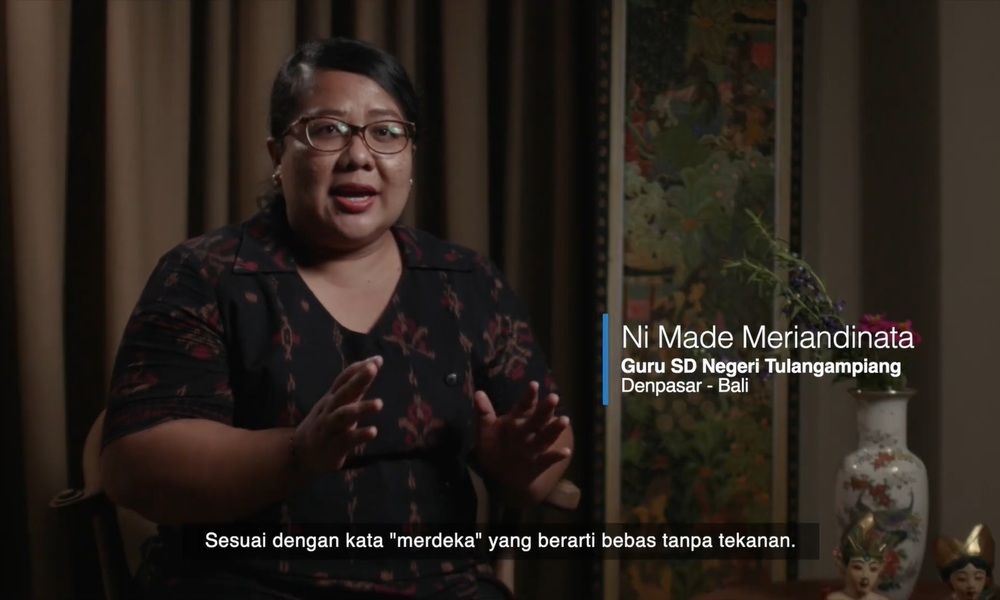 Ni Made Meriandinata
Guru SD Negeri Tulangampiang
Denpasar - Bali
Sesuai dengan kata "merdeka" yang berarti bebas tanpa tekanan.